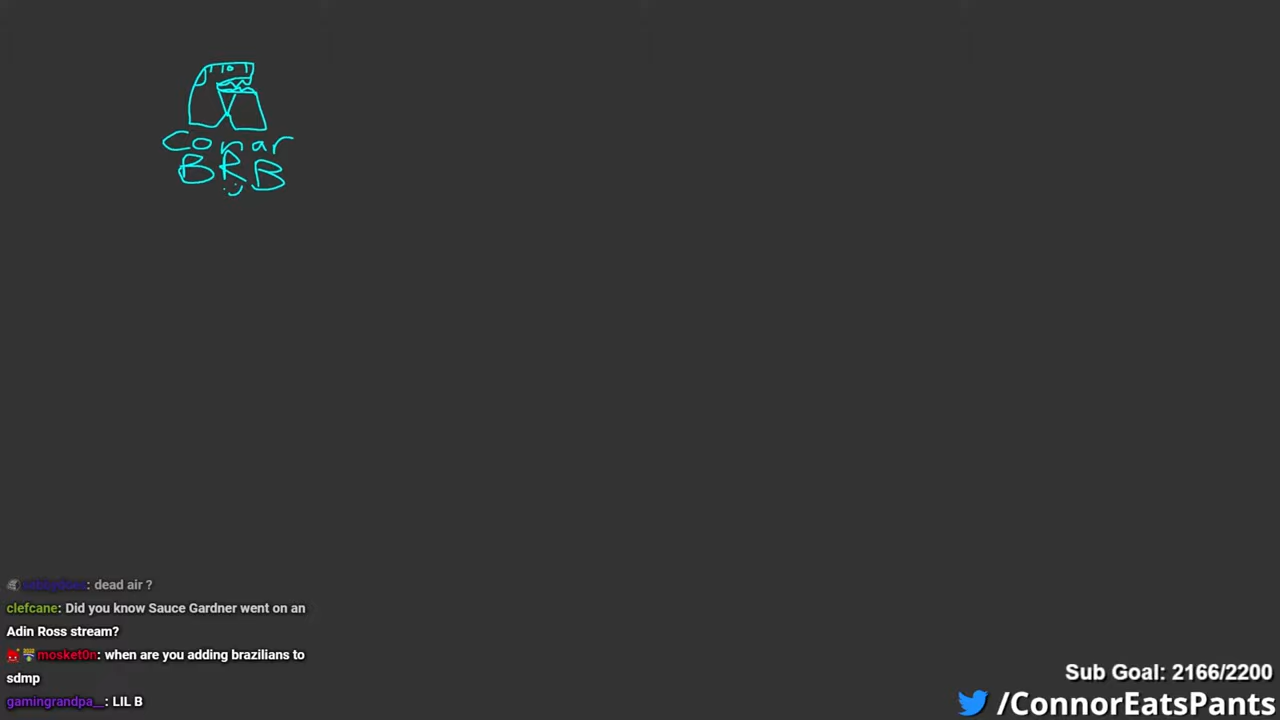 Conar
BRB
:)
: dead air ?
clefcane: Did you know Sauce Gardner went on an
Adin Ross stream?
mosket0n: when are you adding brazilians to
sdmp
gamingrandpa__: LIL B
Sub Goal: 2166/2200
/ConnorEatsPants